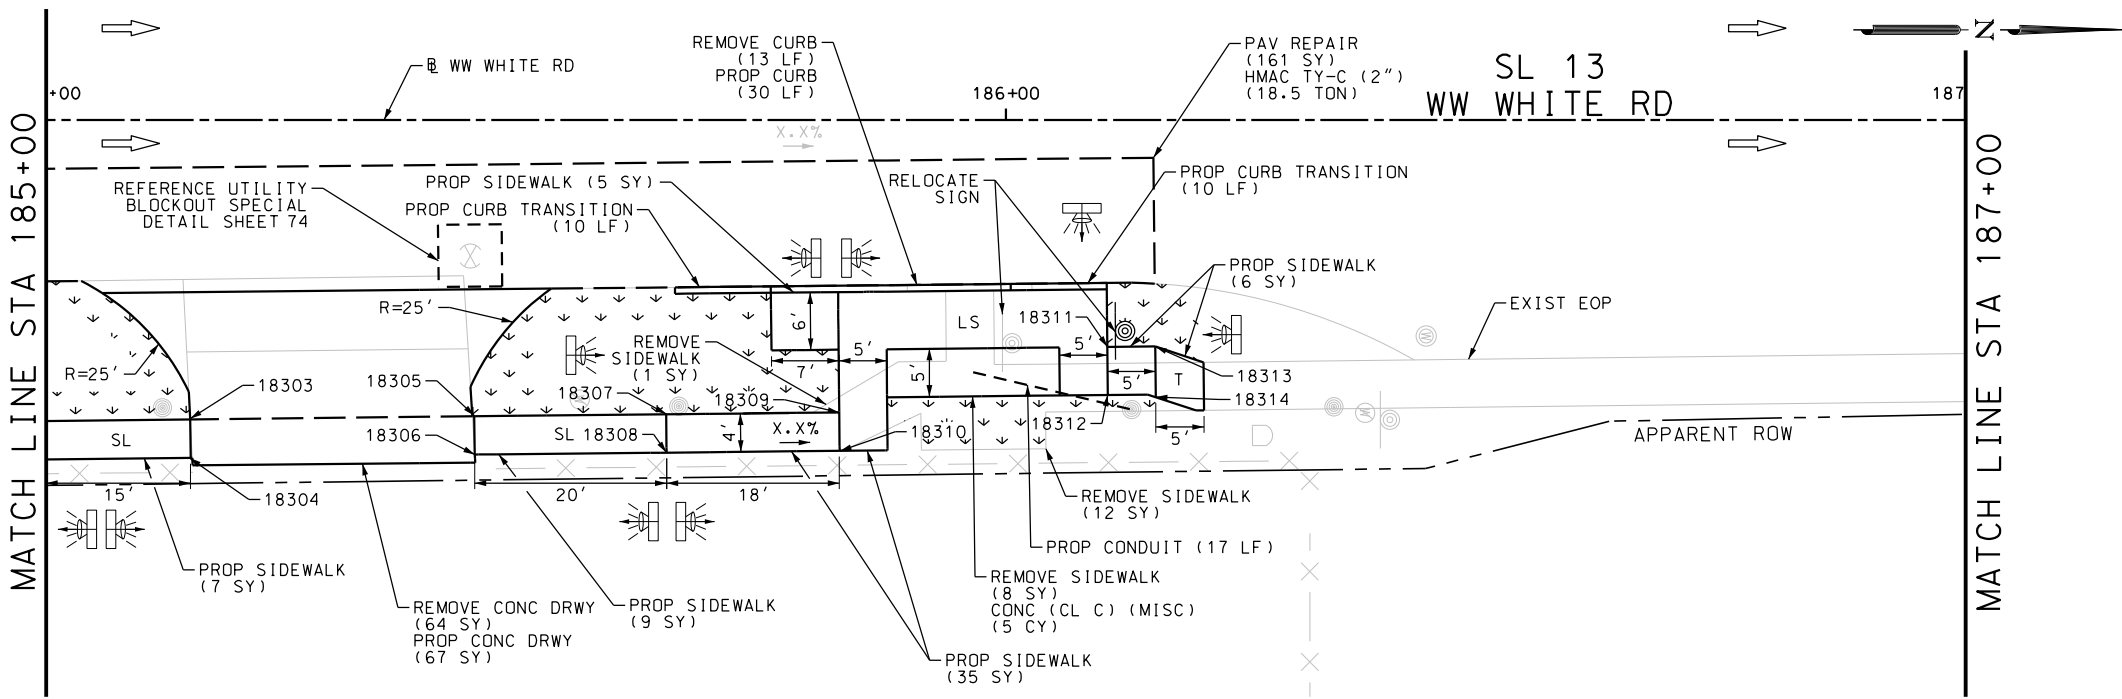 MATCH LINE STA 185+00
+00
℄ WW WHITE RD
REMOVE CURB
(13 LF)
PROP CURB
(30 LF)
186+00
PAV REPAIR
(161 SY)
HMAC TY-C (2")
(18.5 TON)
SL 13
WW WHITE RD
187
N
X.X%
REFERENCE UTILITY
BLOCKOUT SPECIAL
DETAIL SHEET 74
PROP SIDEWALK (5 SY)
PROP CURB TRANSITION
(10 LF)
RELOCATE
SIGN
PROP CURB TRANSITION
(10 LF)
PROP SIDEWALK
(6 SY)
EXIST EOP
R=25'
R=25'
REMOVE
SIDEWALK
(1 SY)
6'
7'
5'
5'
5'
LS
18311
5'
T
5'
18313
18314
18303
18305
18307
18309
W
W
W
18306
SL
SL 18308
4'
X.X%
18310
18312
D
APPARENT ROW
15'
18304
20'
18'
REMOVE SIDEWALK
(12 SY)
PROP CONDUIT (17 LF)
PROP SIDEWALK
(7 SY)
REMOVE CONC DRWY
(64 SY)
PROP CONC DRWY
(67 SY)
PROP SIDEWALK
(9 SY)
REMOVE SIDEWALK
(8 SY)
CONC (CL C) (MISC)
(5 CY)
PROP SIDEWALK
(35 SY)
MATCH LINE STA 187+00